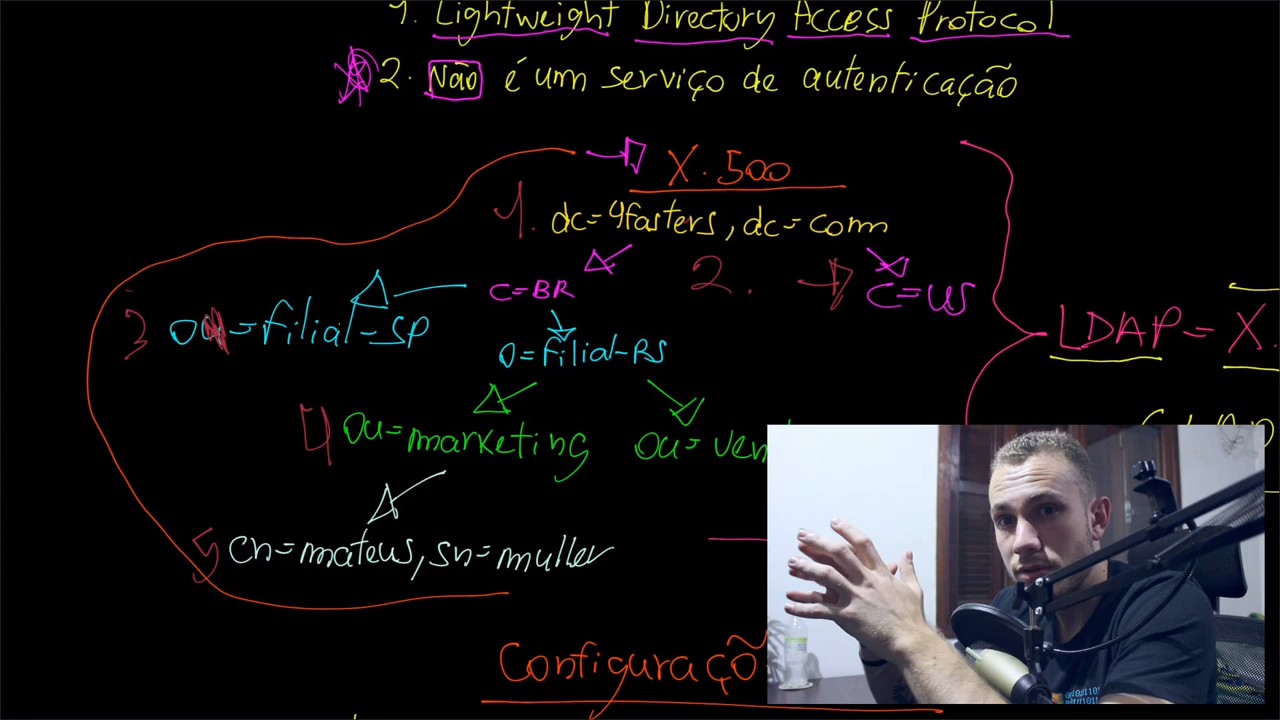 1. Lightweight Directory Access Protocol
2. Não é um serviço de autenticação
X.500
1. dc=4fasters, dc=com
2.
c=BR
c=US
3 o=filial-SP
o=filial-RS
LDAP = X.
4 ou=marketing
ou=ven
5 cn=mateus, sn=muller
Configuraçõ